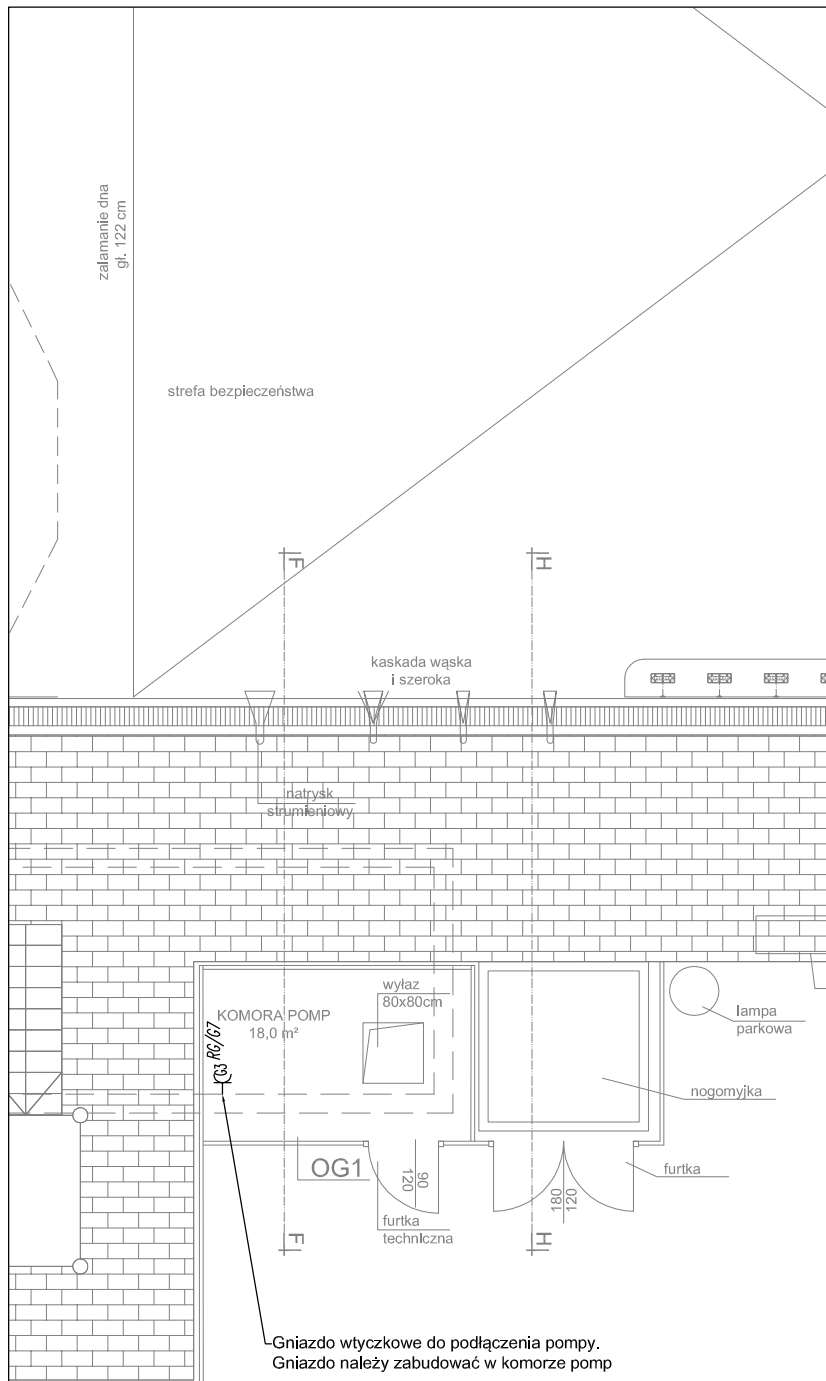 załamanie dna
gł. 122 cm
strefa bezpieczeństwa
F
H
kaskada wąska
i szeroka
natrysk
strumieniowy
wyłaz
80x80cm
KOMORA POMP
18,0 m²
G3 RG/G7
lampa
parkowa
nogomyjka
OG1
90
120
180
120
furtka
furtka
techniczna
F
H
Gniazdo wtyczkowe do podłączenia pompy.
Gniazdo należy zabudować w komorze pomp